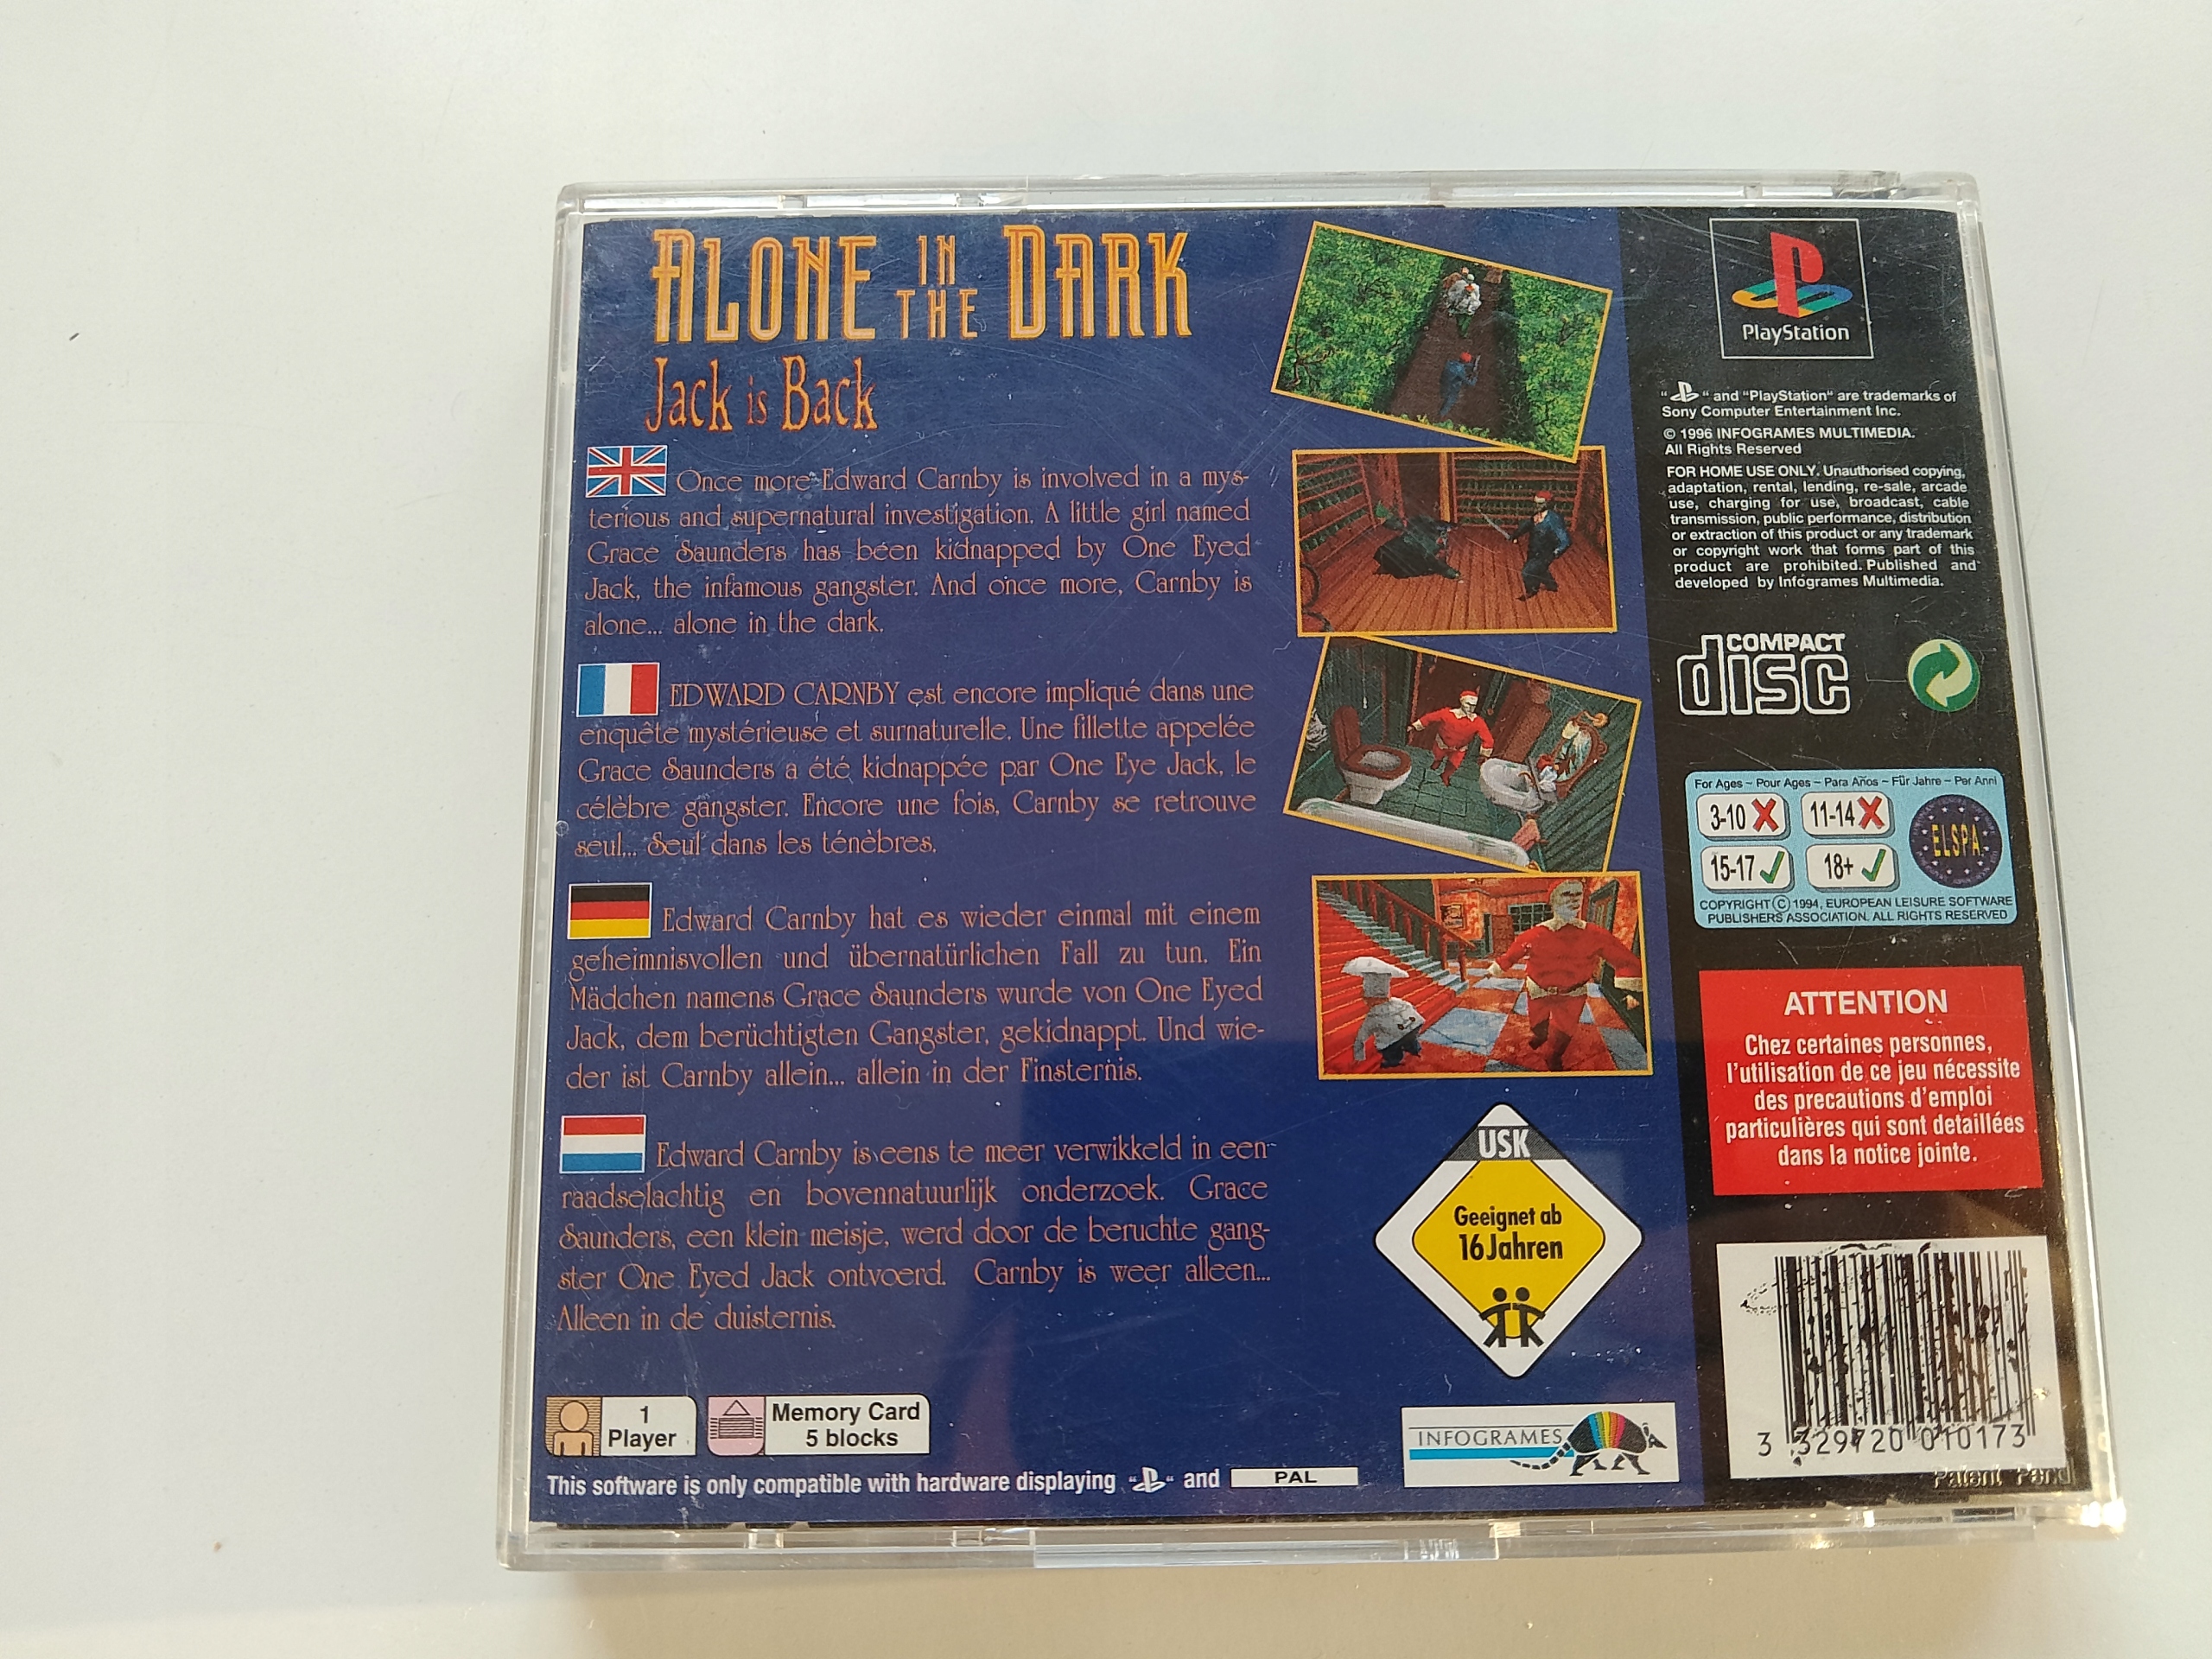 ALONE IN THE DARK
Jack is Back
Once more Edward Carnby is involved in a mys-
terious and supernatural investigation. A little girl named
Grace Saunders has been kidnapped by One Eyed
Jack, the infamous gangster. And once more, Carnby is
alone... alone in the dark.
EDWARD CARNBY est encore impliqué dans une
enquête mystérieuse et surnaturelle. Une fillette appelée
Grace Saunders a été kidnappée par One Eye Jack, le
célèbre gangster. Encore une fois, Carnby se retrouve
seul... Seul dans les ténèbres.
Edward Carnby hat es wieder einmal mit einem
geheimnisvollen und übernatürlichen Fall zu tun. Ein
Mädchen namens Grace Saunders wurde von One Eyed
Jack, dem berüchtigten Gangster, gekidnappt. Und wie-
der ist Carnby allein... allein in der Finsternis.
Edward Carnby is eens te meer verwikkeld in een
raadselachtig en bovennatuurlijk onderzoek. Grace
Saunders, een klein meisje, werd door de beruchte gang-
ster One Eyed Jack ontvoerd. Carnby is weer alleen...
Alleen in de duisternis.
1
Player
Memory Card
5 blocks
This software is only compatible with hardware displaying " " and PAL
USK
Geeignet ab
16 Jahren
INFOGRAMES
PlayStation
" " and "PlayStation" are trademarks of
Sony Computer Entertainment Inc.
© 1996 INFOGRAMES MULTIMEDIA.
All Rights Reserved
FOR HOME USE ONLY. Unauthorised copying,
adaptation, rental, lending, re-sale, arcade
use, charging for use, broadcast, cable
transmission, public performance, distribution
or extraction of this product or any trademark
or copyright work that forms part of this
product are prohibited. Published and
developed by Infogrames Multimedia.
COMPACT
disc
For Ages ~ Pour Ages ~ Para Años ~ Für Jahre ~ Per Anni
3-10 11-14
15-17 18+
ELSPA
COPYRIGHT © 1994, EUROPEAN LEISURE SOFTWARE
PUBLISHERS ASSOCIATION. ALL RIGHTS RESERVED
ATTENTION
Chez certaines personnes,
l'utilisation de ce jeu nécessite
des precautions d'emploi
particulières qui sont detaillées
dans la notice jointe.
3 329720 010173
Patent Pend